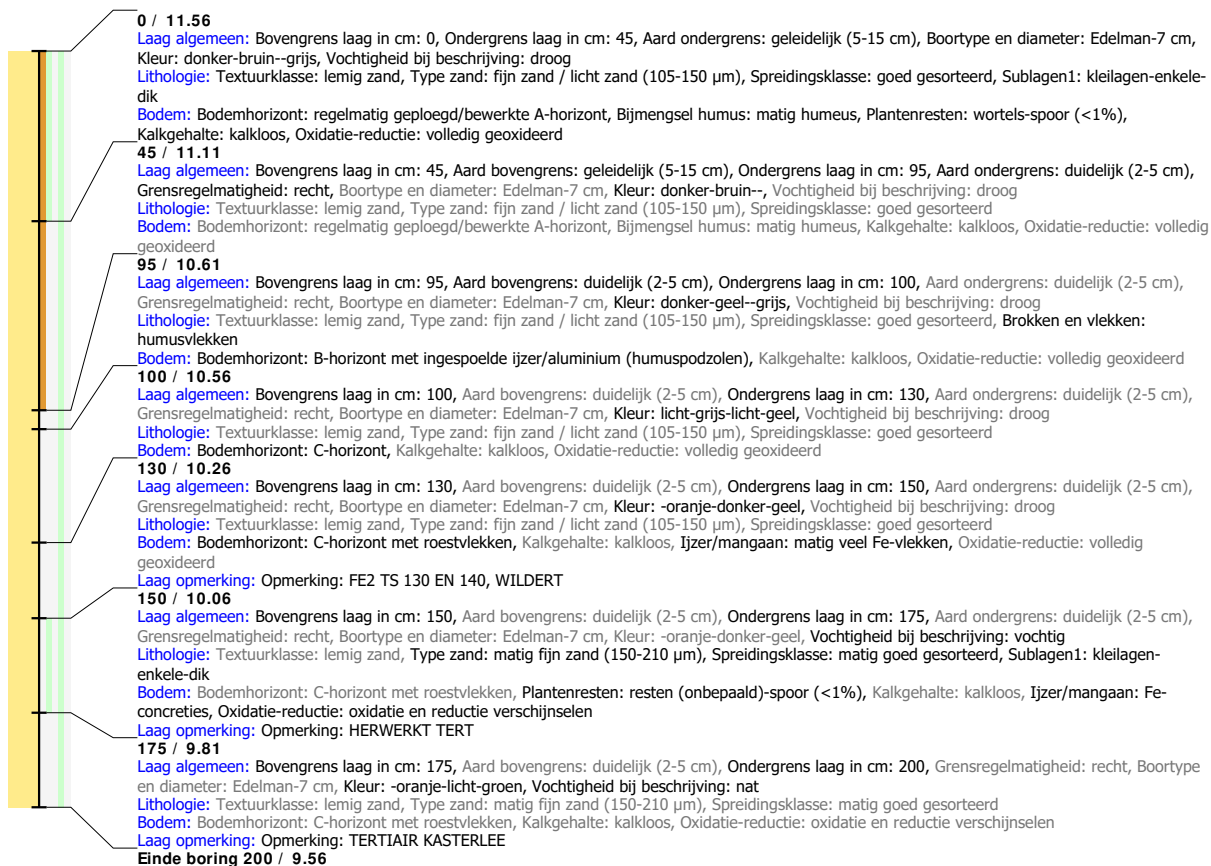 0 / 11.56
Laag algemeen: Bovengrens laag in cm: 0, Ondergrens laag in cm: 45, Aard ondergrens: geleidelijk (5-15 cm), Boortype en diameter: Edelman-7 cm,
Kleur: donker-bruin--grijs, Vochtigheid bij beschrijving: droog
Lithologie: Textuurklasse: lemig zand, Type zand: fijn zand / licht zand (105-150 µm), Spreidingsklasse: goed gesorteerd, Sublagen1: kleilagen-enkele-
dik
Bodem: Bodemhorizont: regelmatig geploegd/bewerkte A-horizont, Bijmengsel humus: matig humeus, Plantenresten: wortels-spoor (<1%),
Kalkgehalte: kalkloos, Oxidatie-reductie: volledig geoxideerd
45 / 11.11
Laag algemeen: Bovengrens laag in cm: 45, Aard bovengrens: geleidelijk (5-15 cm), Ondergrens laag in cm: 95, Aard ondergrens: duidelijk (2-5 cm),
Grensregelmatigheid: recht, Boortype en diameter: Edelman-7 cm, Kleur: donker-bruin--, Vochtigheid bij beschrijving: droog
Lithologie: Textuurklasse: lemig zand, Type zand: fijn zand / licht zand (105-150 µm), Spreidingsklasse: goed gesorteerd
Bodem: Bodemhorizont: regelmatig geploegd/bewerkte A-horizont, Bijmengsel humus: matig humeus, Kalkgehalte: kalkloos, Oxidatie-reductie: volledig
geoxideerd
95 / 10.61
Laag algemeen: Bovengrens laag in cm: 95, Aard bovengrens: duidelijk (2-5 cm), Ondergrens laag in cm: 100, Aard ondergrens: duidelijk (2-5 cm),
Grensregelmatigheid: recht, Boortype en diameter: Edelman-7 cm, Kleur: donker-geel--grijs, Vochtigheid bij beschrijving: droog
Lithologie: Textuurklasse: lemig zand, Type zand: fijn zand / licht zand (105-150 µm), Spreidingsklasse: goed gesorteerd, Brokken en vlekken:
humusvlekken
Bodem: Bodemhorizont: B-horizont met ingespoelde ijzer/aluminium (humuspodzolen), Kalkgehalte: kalkloos, Oxidatie-reductie: volledig geoxideerd
100 / 10.56
Laag algemeen: Bovengrens laag in cm: 100, Aard bovengrens: duidelijk (2-5 cm), Ondergrens laag in cm: 130, Aard ondergrens: duidelijk (2-5 cm),
Grensregelmatigheid: recht, Boortype en diameter: Edelman-7 cm, Kleur: licht-grijs-licht-geel, Vochtigheid bij beschrijving: droog
Lithologie: Textuurklasse: lemig zand, Type zand: fijn zand / licht zand (105-150 µm), Spreidingsklasse: goed gesorteerd
Bodem: Bodemhorizont: C-horizont, Kalkgehalte: kalkloos, Oxidatie-reductie: volledig geoxideerd
130 / 10.26
Laag algemeen: Bovengrens laag in cm: 130, Aard bovengrens: duidelijk (2-5 cm), Ondergrens laag in cm: 150, Aard ondergrens: duidelijk (2-5 cm),
Grensregelmatigheid: recht, Boortype en diameter: Edelman-7 cm, Kleur: -oranje-donker-geel, Vochtigheid bij beschrijving: droog
Lithologie: Textuurklasse: lemig zand, Type zand: fijn zand / licht zand (105-150 µm), Spreidingsklasse: goed gesorteerd
Bodem: Bodemhorizont: C-horizont met roestvlekken, Kalkgehalte: kalkloos, Ijzer/mangaan: matig veel Fe-vlekken, Oxidatie-reductie: volledig
geoxideerd
Laag opmerking: Opmerking: FE2 TS 130 EN 140, WILDERT
150 / 10.06
Laag algemeen: Bovengrens laag in cm: 150, Aard bovengrens: duidelijk (2-5 cm), Ondergrens laag in cm: 175, Aard ondergrens: duidelijk (2-5 cm),
Grensregelmatigheid: recht, Boortype en diameter: Edelman-7 cm, Kleur: -oranje-donker-geel, Vochtigheid bij beschrijving: vochtig
Lithologie: Textuurklasse: lemig zand, Type zand: matig fijn zand (150-210 µm), Spreidingsklasse: matig goed gesorteerd, Sublagen1: kleilagen-
enkele-dik
Bodem: Bodemhorizont: C-horizont met roestvlekken, Plantenresten: resten (onbepaald)-spoor (<1%), Kalkgehalte: kalkloos, Ijzer/mangaan: Fe-
concreties, Oxidatie-reductie: oxidatie en reductie verschijnselen
Laag opmerking: Opmerking: HERWERKT TERT
175 / 9.81
Laag algemeen: Bovengrens laag in cm: 175, Aard bovengrens: duidelijk (2-5 cm), Ondergrens laag in cm: 200, Grensregelmatigheid: recht, Boortype
en diameter: Edelman-7 cm, Kleur: -oranje-licht-groen, Vochtigheid bij beschrijving: nat
Lithologie: Textuurklasse: lemig zand, Type zand: matig fijn zand (150-210 µm), Spreidingsklasse: matig goed gesorteerd
Bodem: Bodemhorizont: C-horizont met roestvlekken, Kalkgehalte: kalkloos, Oxidatie-reductie: oxidatie en reductie verschijnselen
Laag opmerking: Opmerking: TERTIAIR KASTERLEE
Einde boring 200 / 9.56